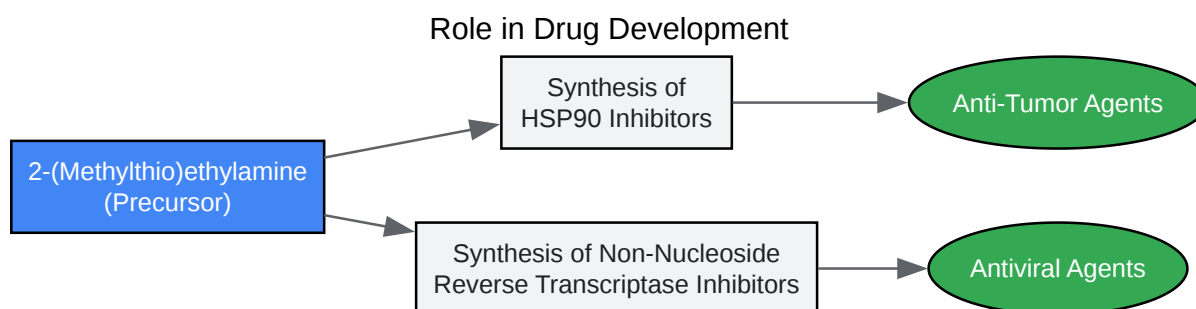 Role in Drug Development
Synthesis of
HSP90 Inhibitors
Anti-Tumor Agents
2-(Methylthio)ethylamine
(Precursor)
Synthesis of Non-Nucleoside
Reverse Transcriptase Inhibitors
Antiviral Agents